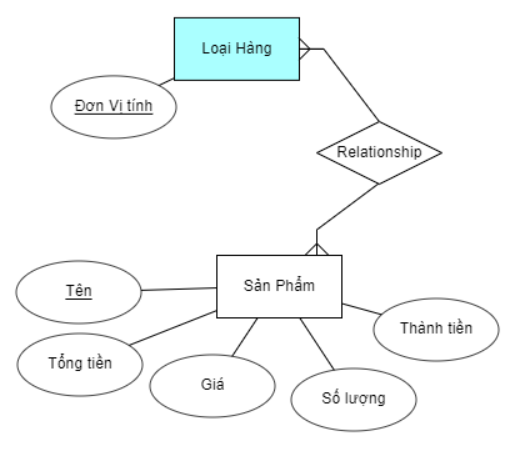 Loại Hàng
Đơn Vị tính
Relationship
Sản Phẩm
Tên
Thành tiền
Tổng tiền
Giá
Số lượng